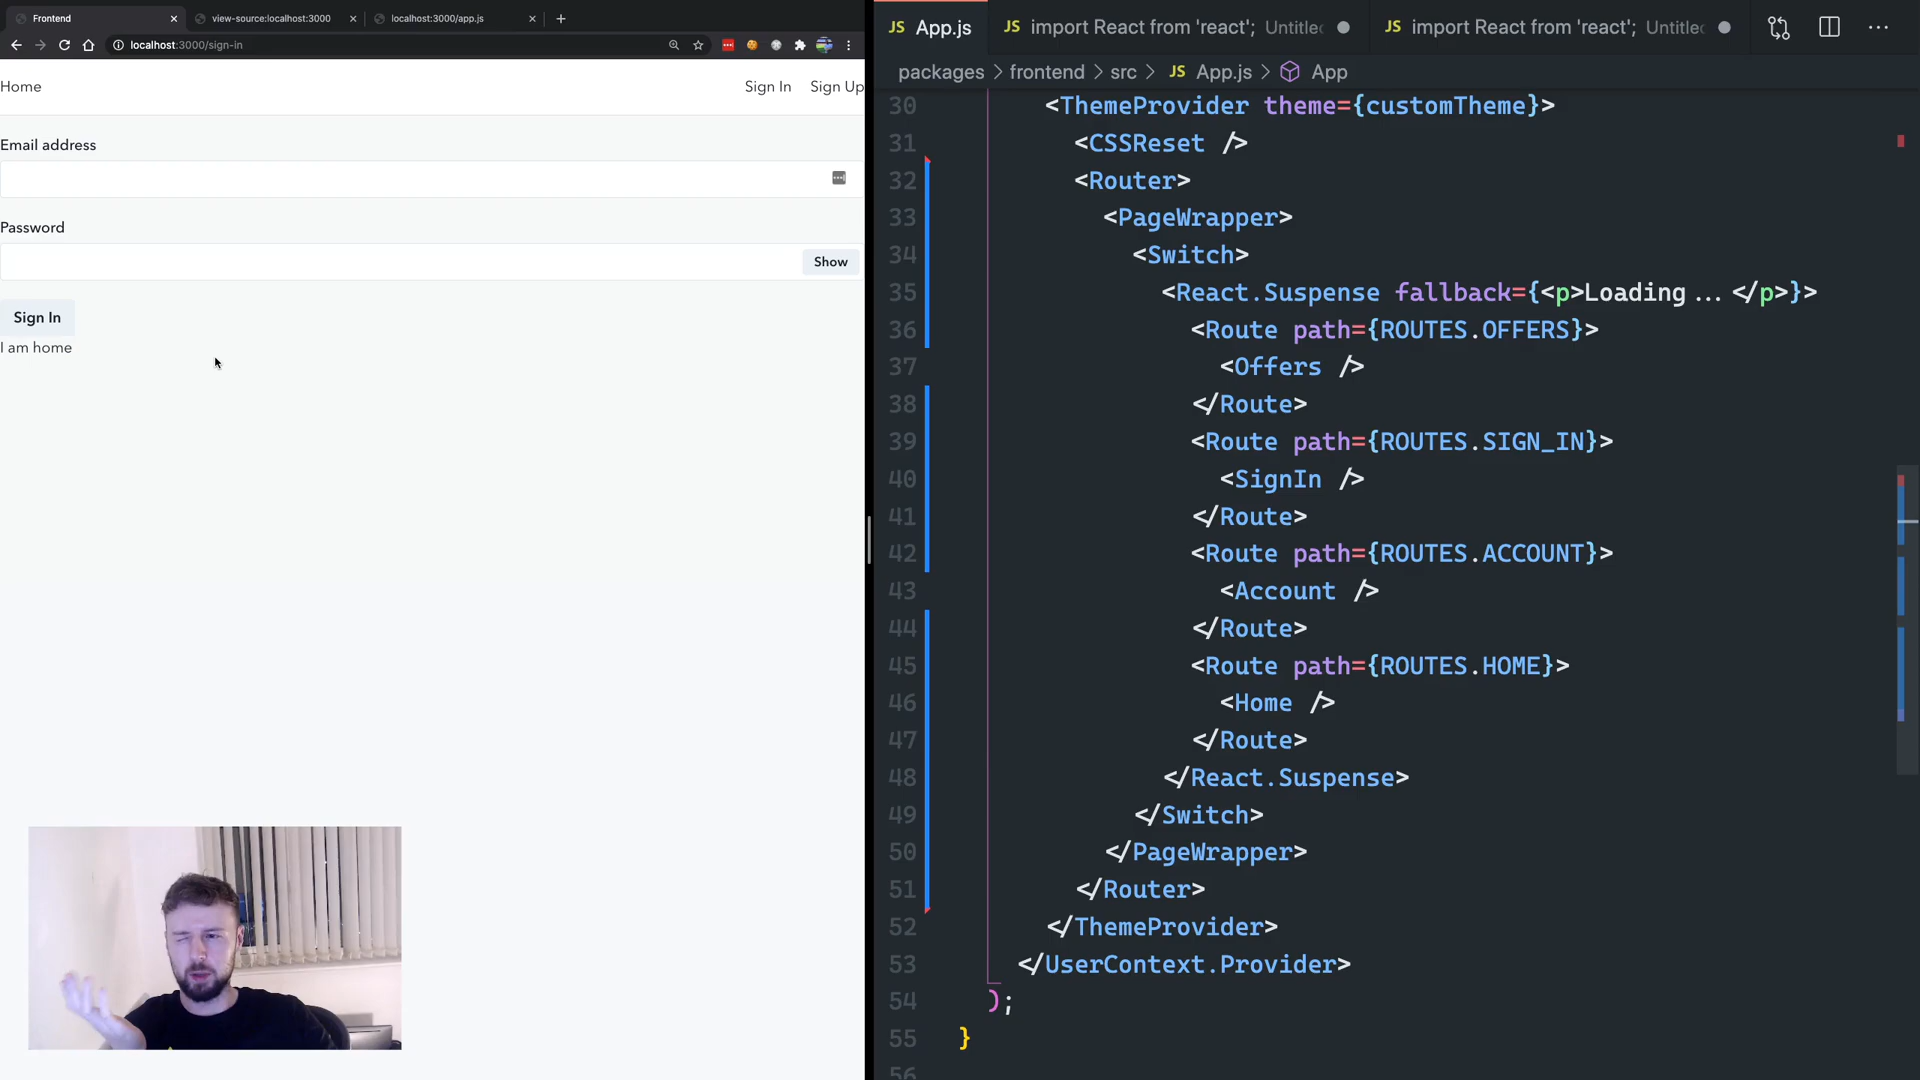 Frontend
view-source:localhost:3000
localhost:3000/app.js
localhost:3000/sign-in
Home
Sign In
Sign Up
Email address
Password
Show
Sign In
I am home
JS App.js
JS import React from 'react'; Untitle
JS import React from 'react'; Untitle
packages > frontend > src > JS App.js > App
30 <ThemeProvider theme={customTheme}>
31 <CSSReset />
32 <Router>
33 <PageWrapper>
34 <Switch>
35 <React.Suspense fallback={<p>Loading...</p>}>
36 <Route path={ROUTES.OFFERS}>
37 <Offers />
38 </Route>
39 <Route path={ROUTES.SIGN_IN}>
40 <SignIn />
41 </Route>
42 <Route path={ROUTES.ACCOUNT}>
43 <Account />
44 </Route>
45 <Route path={ROUTES.HOME}>
46 <Home />
47 </Route>
48 </React.Suspense>
49 </Switch>
50 </PageWrapper>
51 </Router>
52 </ThemeProvider>
53 </UserContext.Provider>
54 );
55 }
56